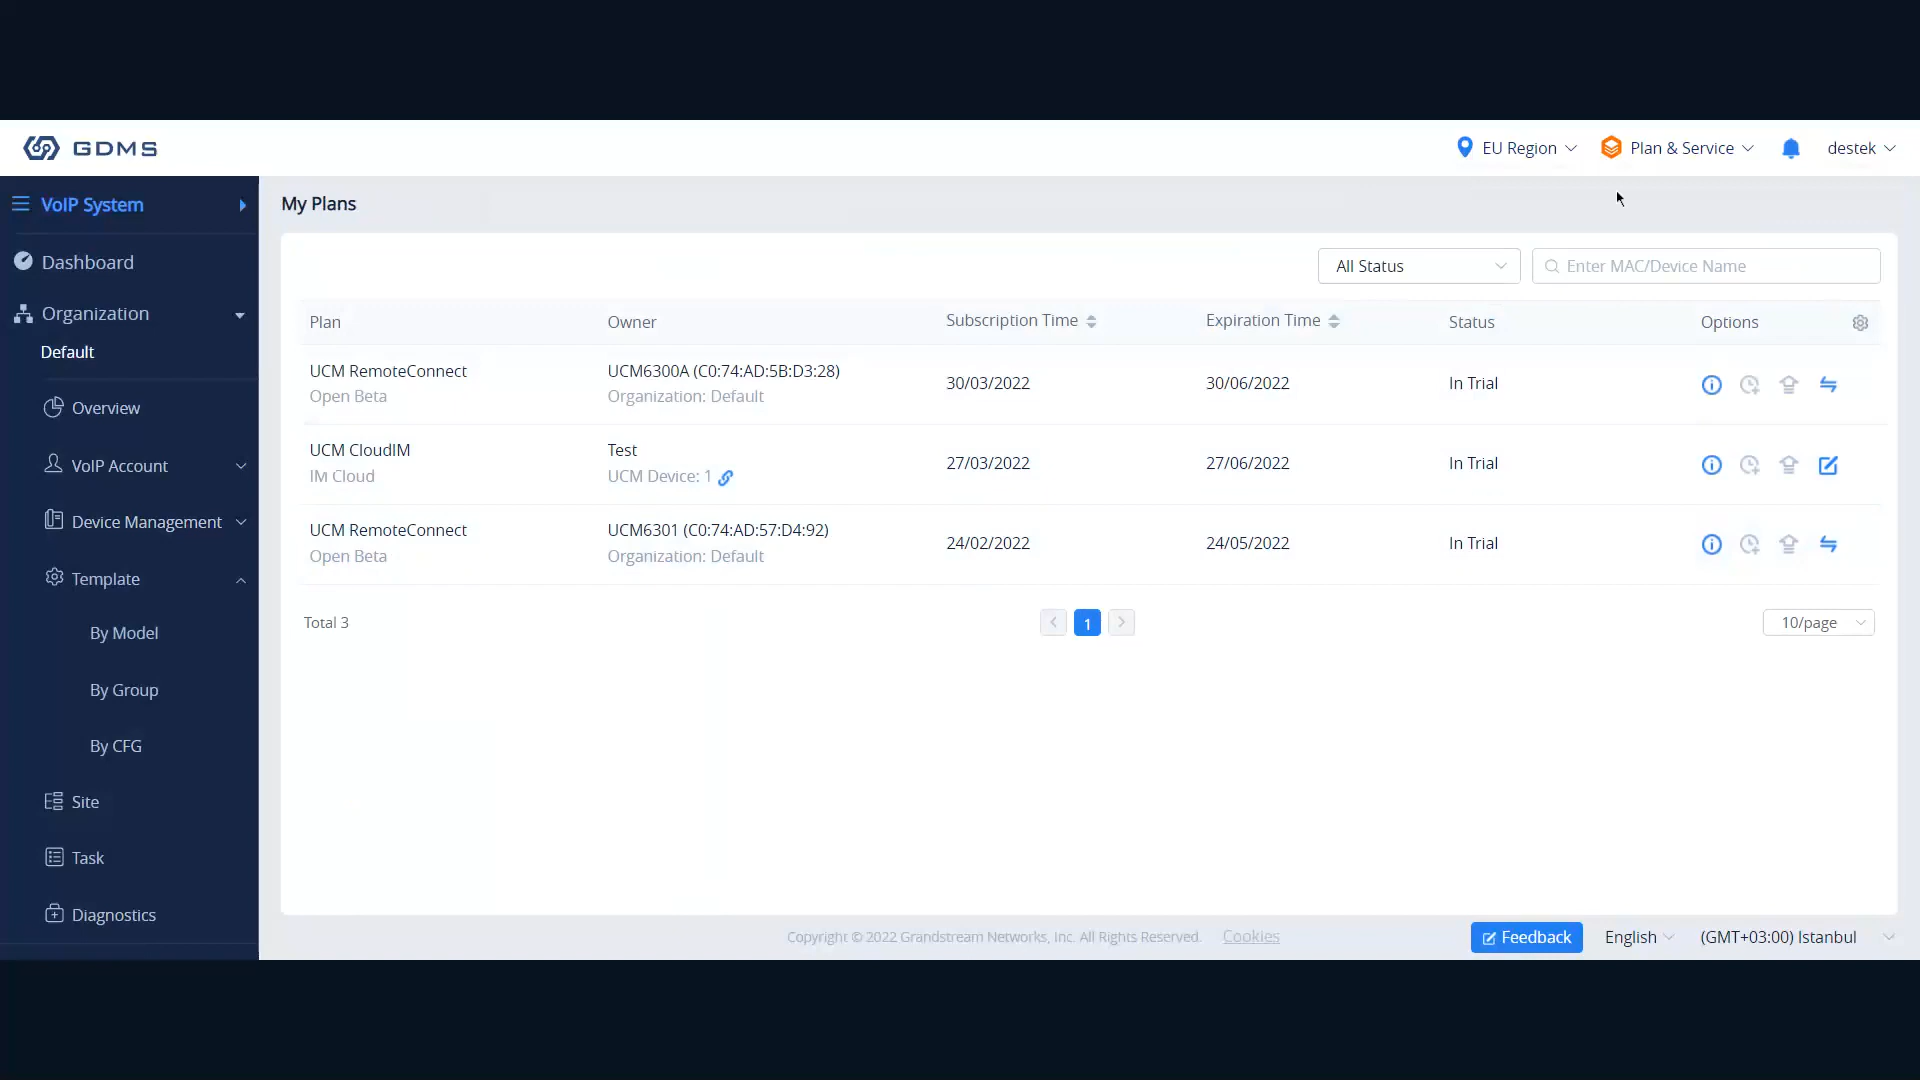 GDMS
EU Region
Plan & Service
destek
VoIP System
Dashboard
Organization
Default
Overview
VoIP Account
Device Management
Template
By Model
By Group
By CFG
Site
Task
Diagnostics
My Plans
All Status
Enter MAC/Device Name
Plan Owner Subscription Time Expiration Time Status Options
UCM RemoteConnect UCM6300A (C0:74:AD:5B:D3:28) 30/03/2022 30/06/2022 In Trial
Open Beta Organization: Default
UCM CloudIM Test 27/03/2022 27/06/2022 In Trial
IM Cloud UCM Device: 1
UCM RemoteConnect UCM6301 (C0:74:AD:57:D4:92) 24/02/2022 24/05/2022 In Trial
Open Beta Organization: Default
Total 3
1
10/page
Copyright © 2022 Grandstream Networks, Inc. All Rights Reserved. Cookies
Feedback
English
(GMT+03:00) Istanbul